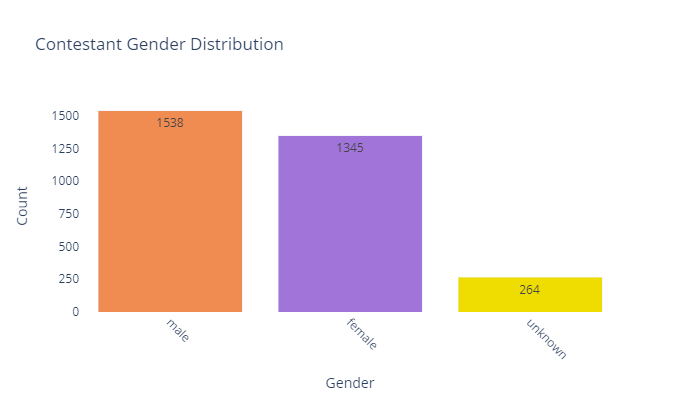 Contestant Gender Distribution
1500
1250
1000
750
500
250
0
Count
1538
1345
264
male
female
unknown
Gender